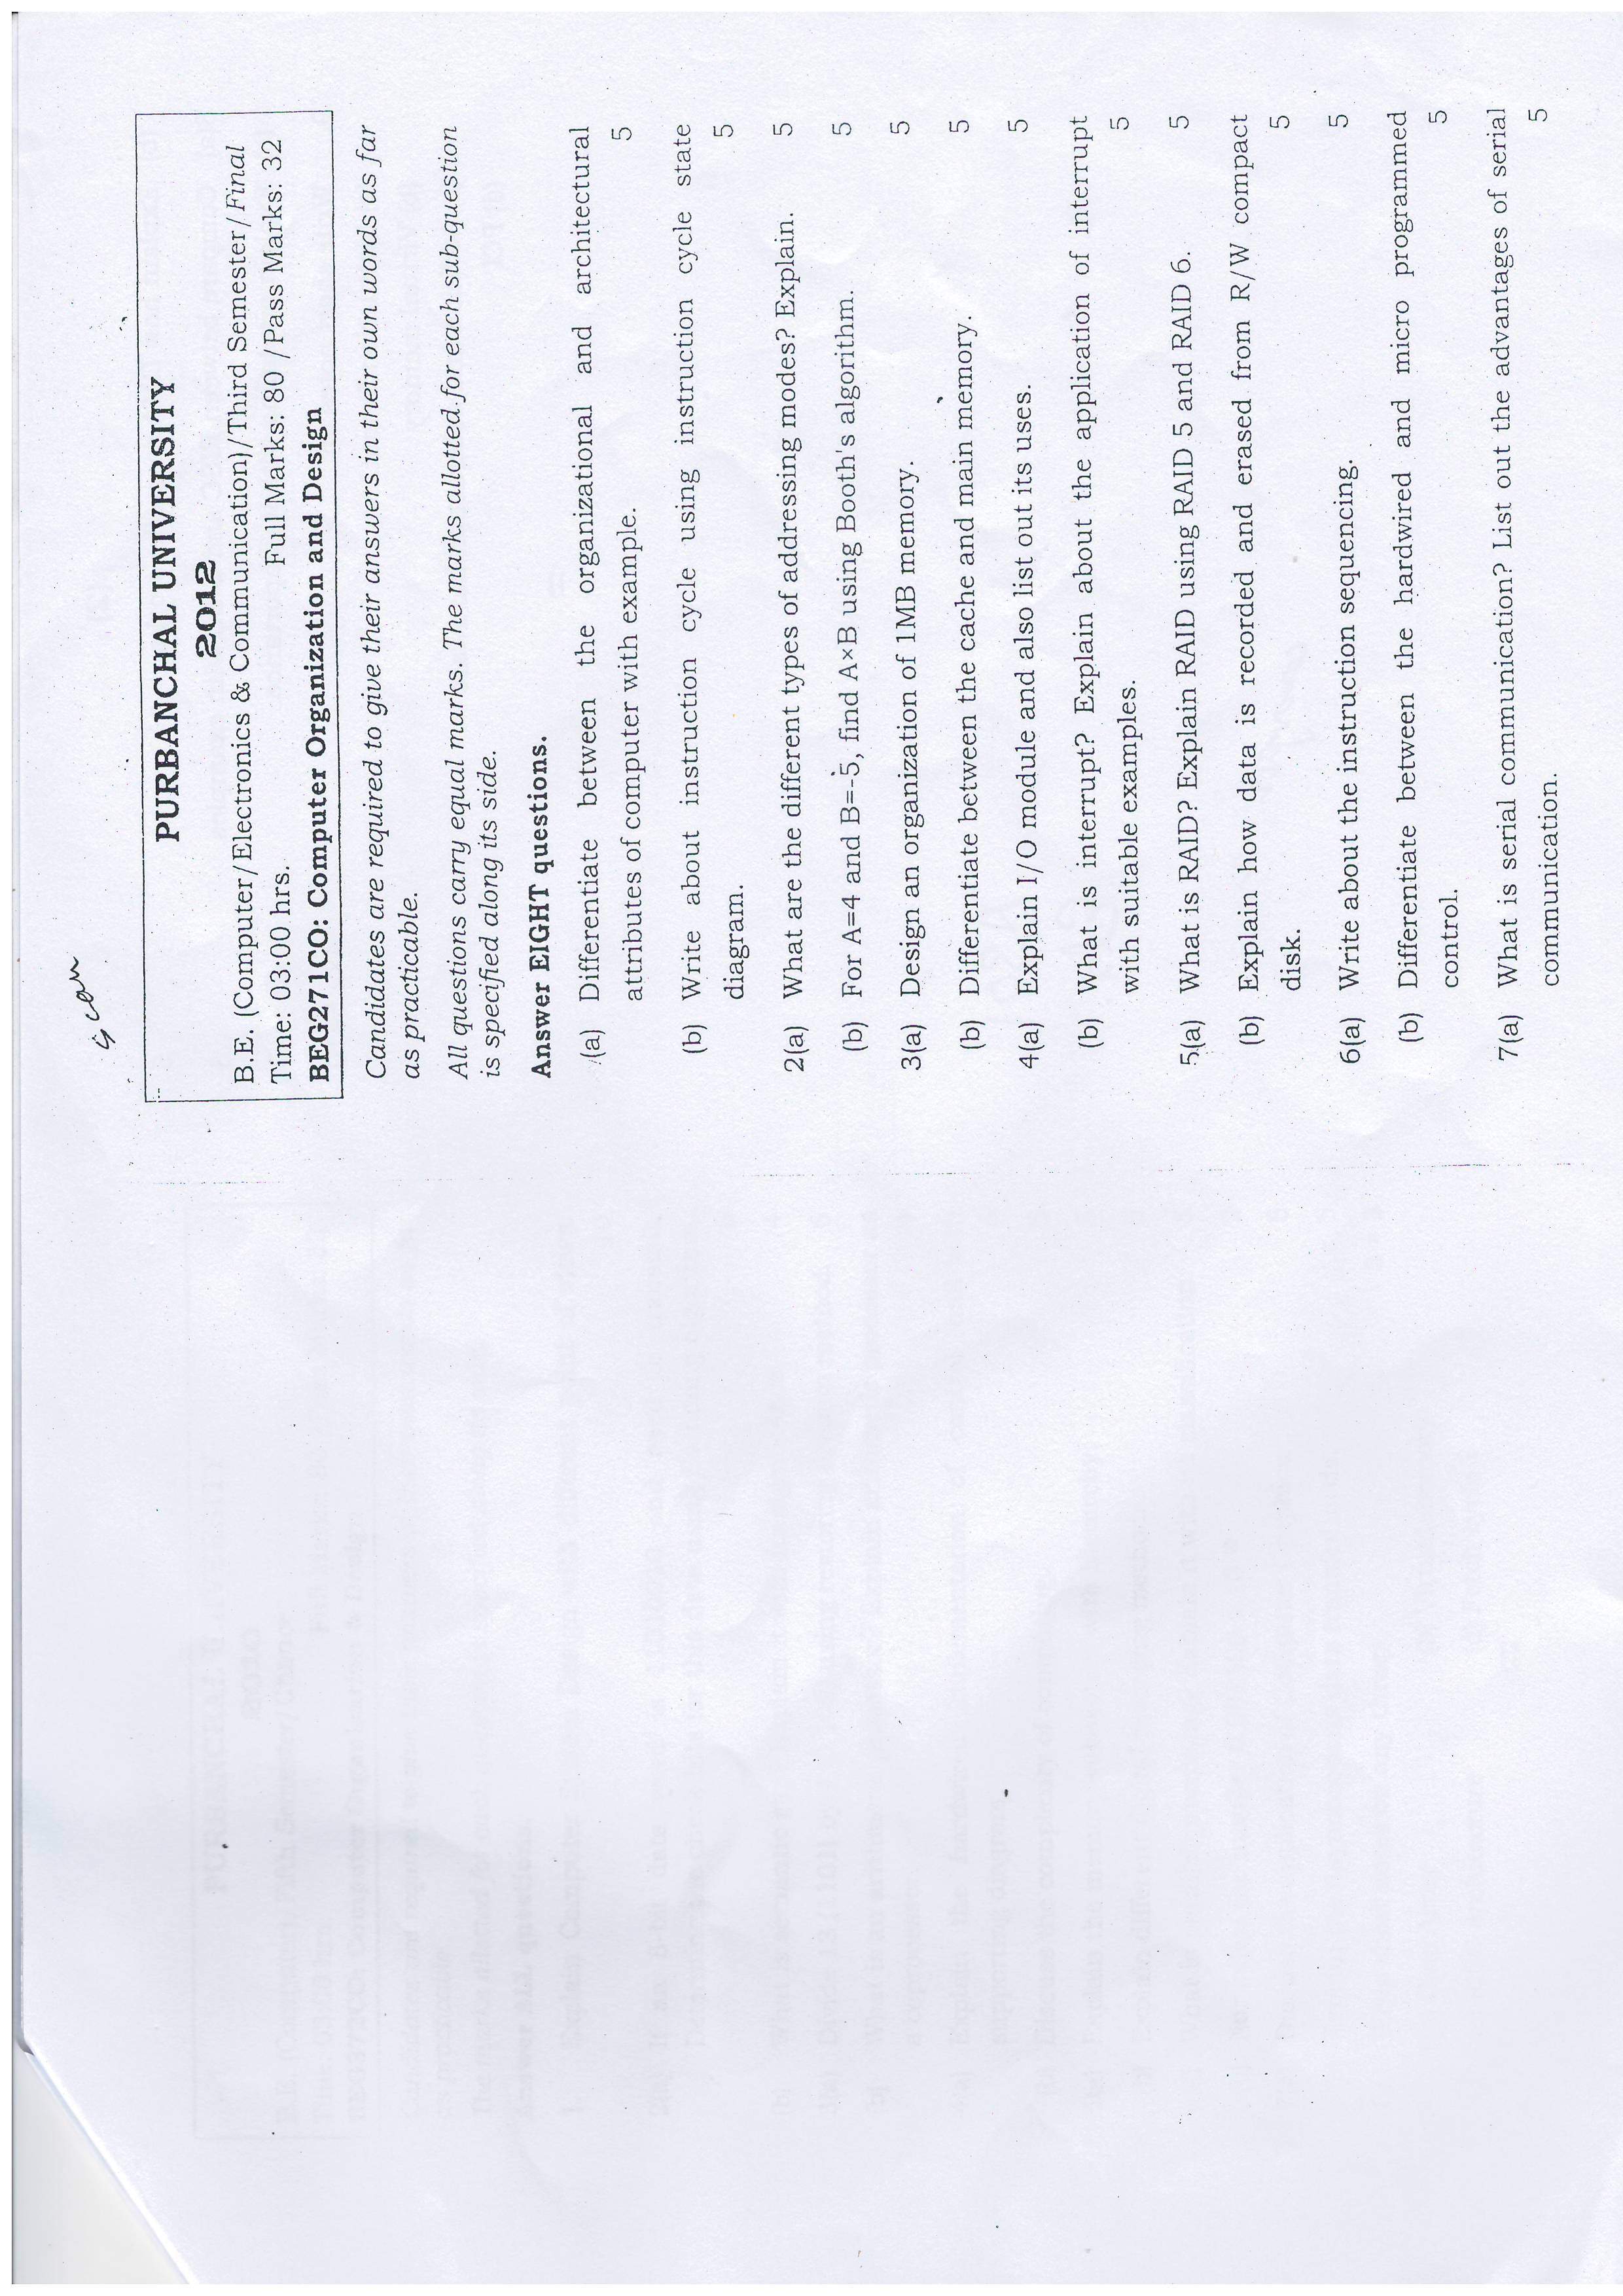 Scan
PURBANCHAL UNIVERSITY
2012
B.E. (Computer/Electronics & Communication)/Third Semester/Final
Time: 03:00 hrs. Full Marks: 80 /Pass Marks: 32
BEG271CO: Computer Organization and Design
Candidates are required to give their answers in their own words as far
as practicable.
All questions carry equal marks. The marks allotted for each sub-question
is specified along its side.
Answer EIGHT questions.
(a) Differentiate between the organizational and architectural
attributes of computer with example. 5
(b) Write about instruction cycle using instruction cycle state
diagram. 5
2(a) What are the different types of addressing modes? Explain. 5
(b) For A=4 and B=-5, find A×B using Booth's algorithm. 5
3(a) Design an organization of 1MB memory. 5
(b) Differentiate between the cache and main memory. 5
4(a) Explain I/O module and also list out its uses. 5
(b) What is interrupt? Explain about the application of interrupt
with suitable examples. 5
5(a) What is RAID? Explain RAID using RAID 5 and RAID 6. 5
(b) Explain how data is recorded and erased from R/W compact
disk. 5
6(a) Write about the instruction sequencing. 5
(b) Differentiate between the hardwired and micro programmed
control. 5
7(a) What is serial communication? List out the advantages of serial
communication. 5